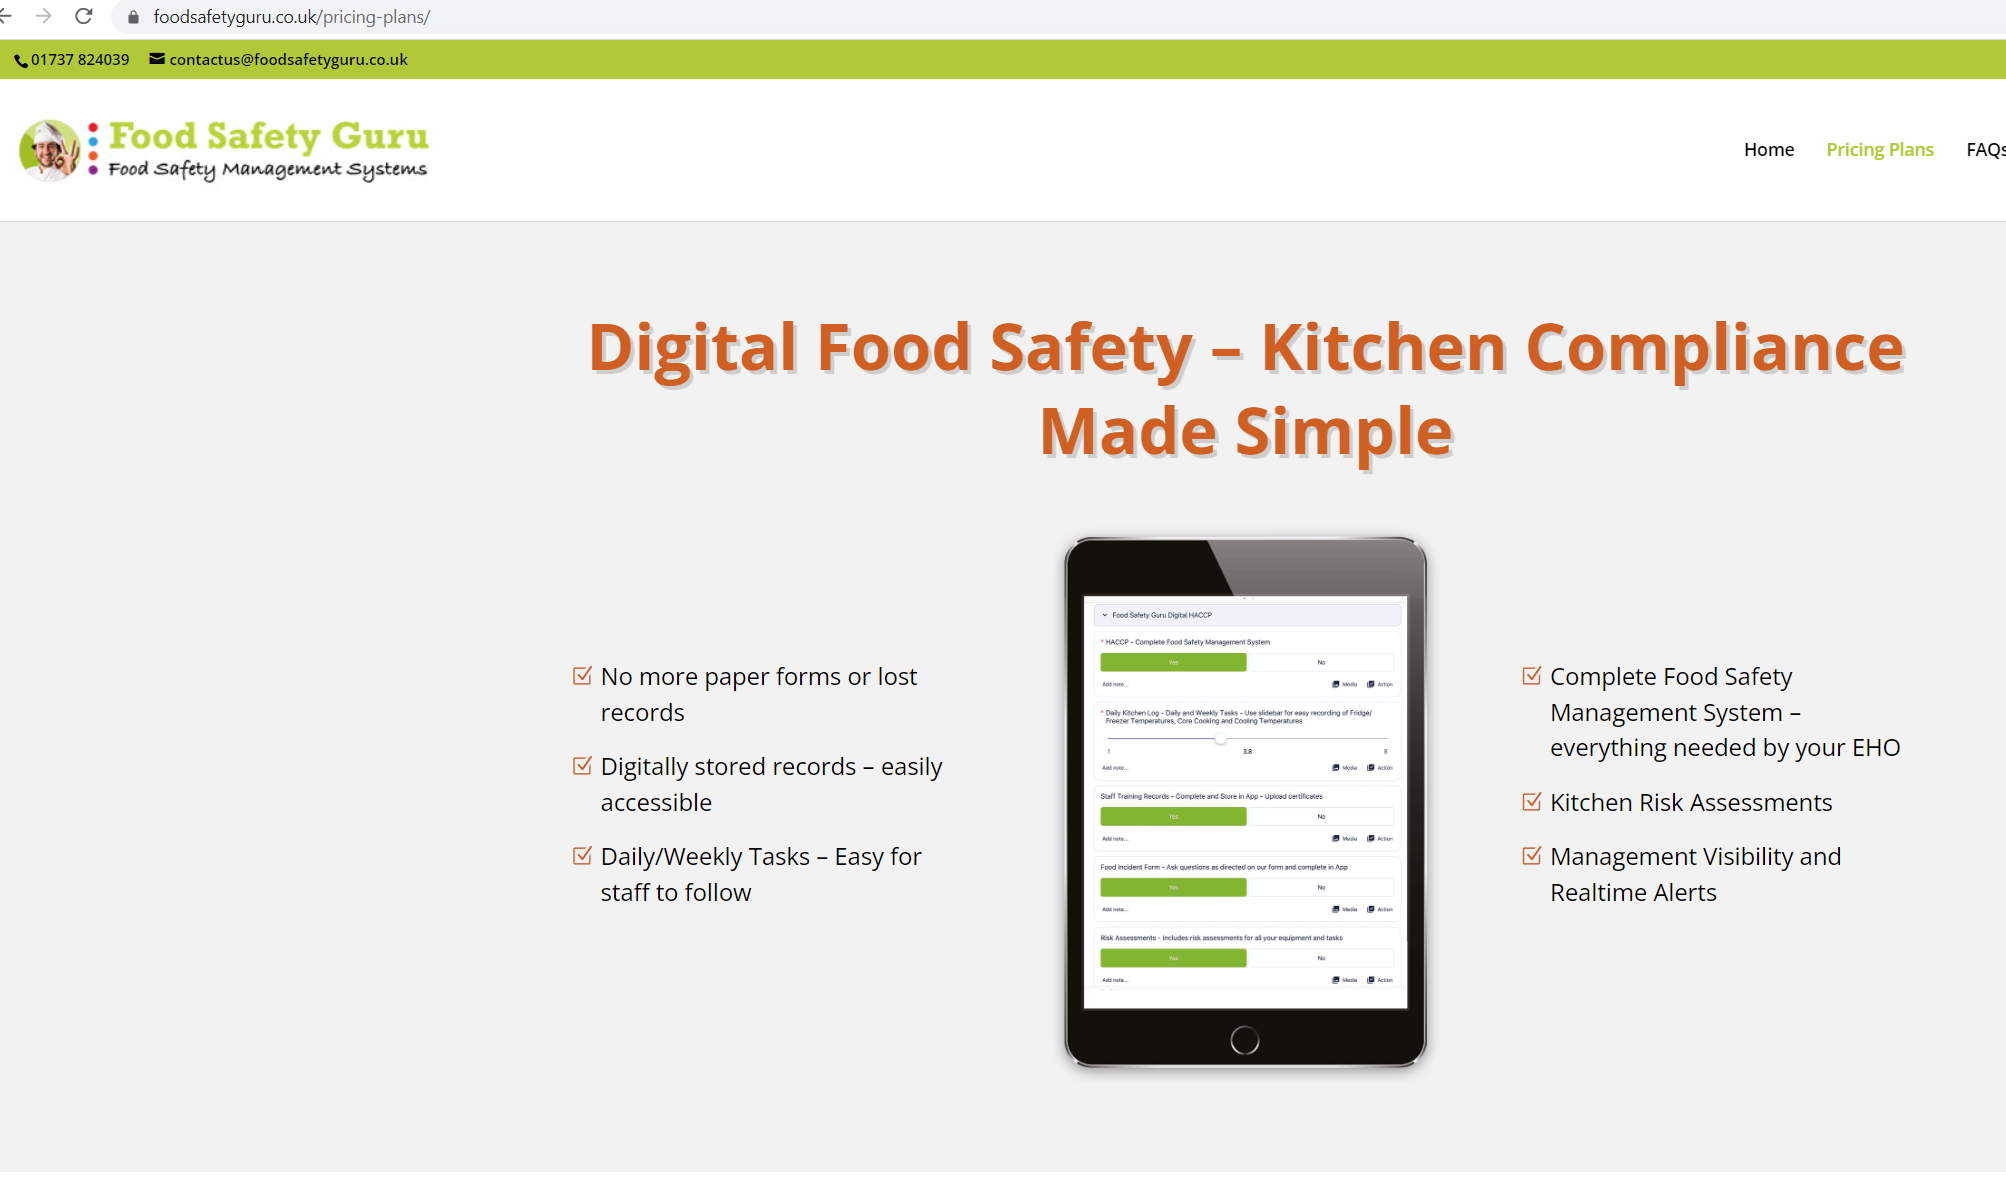 foodsafetyguru.co.uk/pricing-plans/
01737 824039 contactus@foodsafetyguru.co.uk
Food Safety Guru
Food Safety Management Systems
Home Pricing Plans FAQs
Digital Food Safety – Kitchen Compliance
Made Simple
No more paper forms or lost
records
Digitally stored records – easily
accessible
Daily/Weekly Tasks – Easy for
staff to follow
Food Safety Guru Digital HACCP
* HACCP - Complete Food Safety Management System
Yes No
Add note... Media Action
* Daily Kitchen Log - Daily and Weekly Tasks - Use slidebar for easy recording of Fridge/
Freezer Temperatures, Core Cooking and Cooling Temperatures
1 3.8 8
Add note... Media Action
Staff Training Records - Complete and Store in App - Upload certificates
Yes No
Add note... Media Action
Food Incident Form - Ask questions as directed on our form and complete in App
Yes No
Add note... Media Action
Risk Assessments - Includes risk assessments for all your equipment and tasks
Yes No
Add note... Media Action
Complete Food Safety
Management System –
everything needed by your EHO
Kitchen Risk Assessments
Management Visibility and
Realtime Alerts